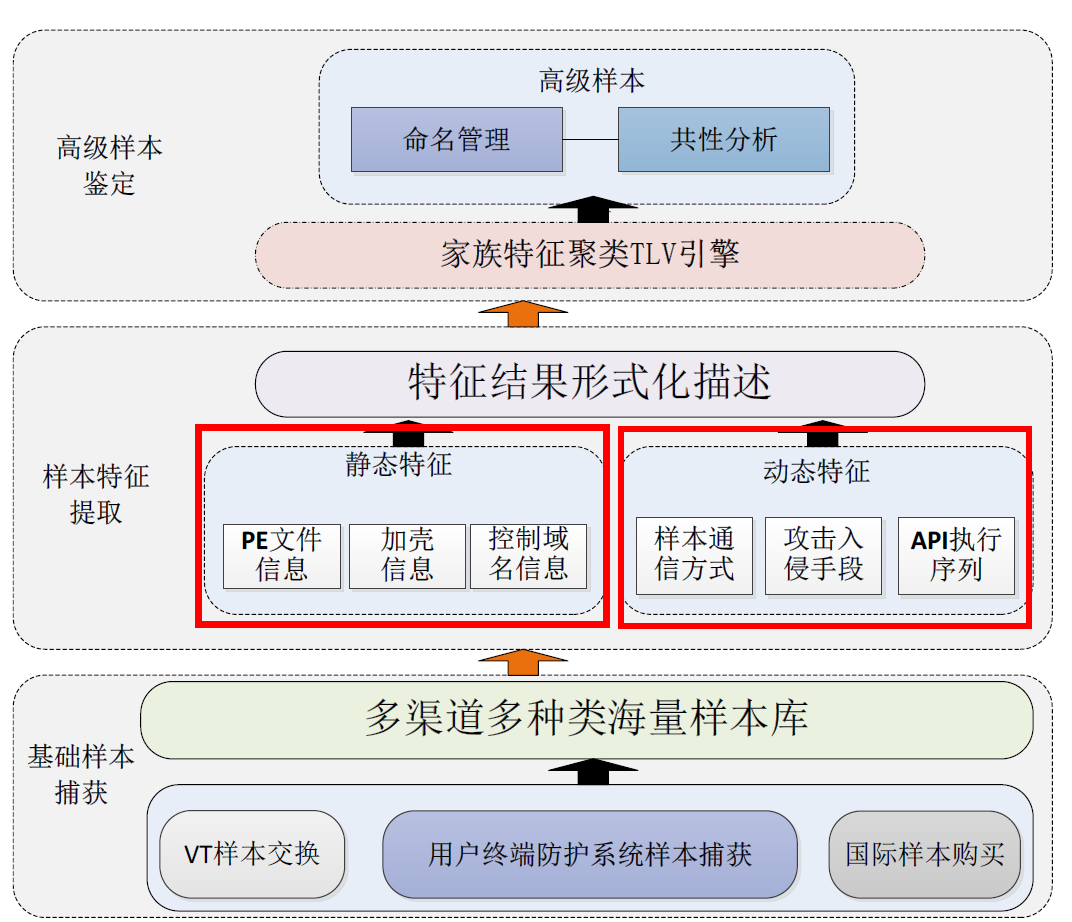 高级样本
命名管理
共性分析
高级样本
鉴定
家族特征聚类TLV引擎
特征结果形式化描述
样本特征
提取
静态特征
PE文件
信息
加壳
信息
控制域
名信息
动态特征
样本通
信方式
攻击入
侵手段
API执行
序列
多渠道多种类海量样本库
基础样本
捕获
VT样本交换
用户终端防护系统样本捕获
国际样本购买